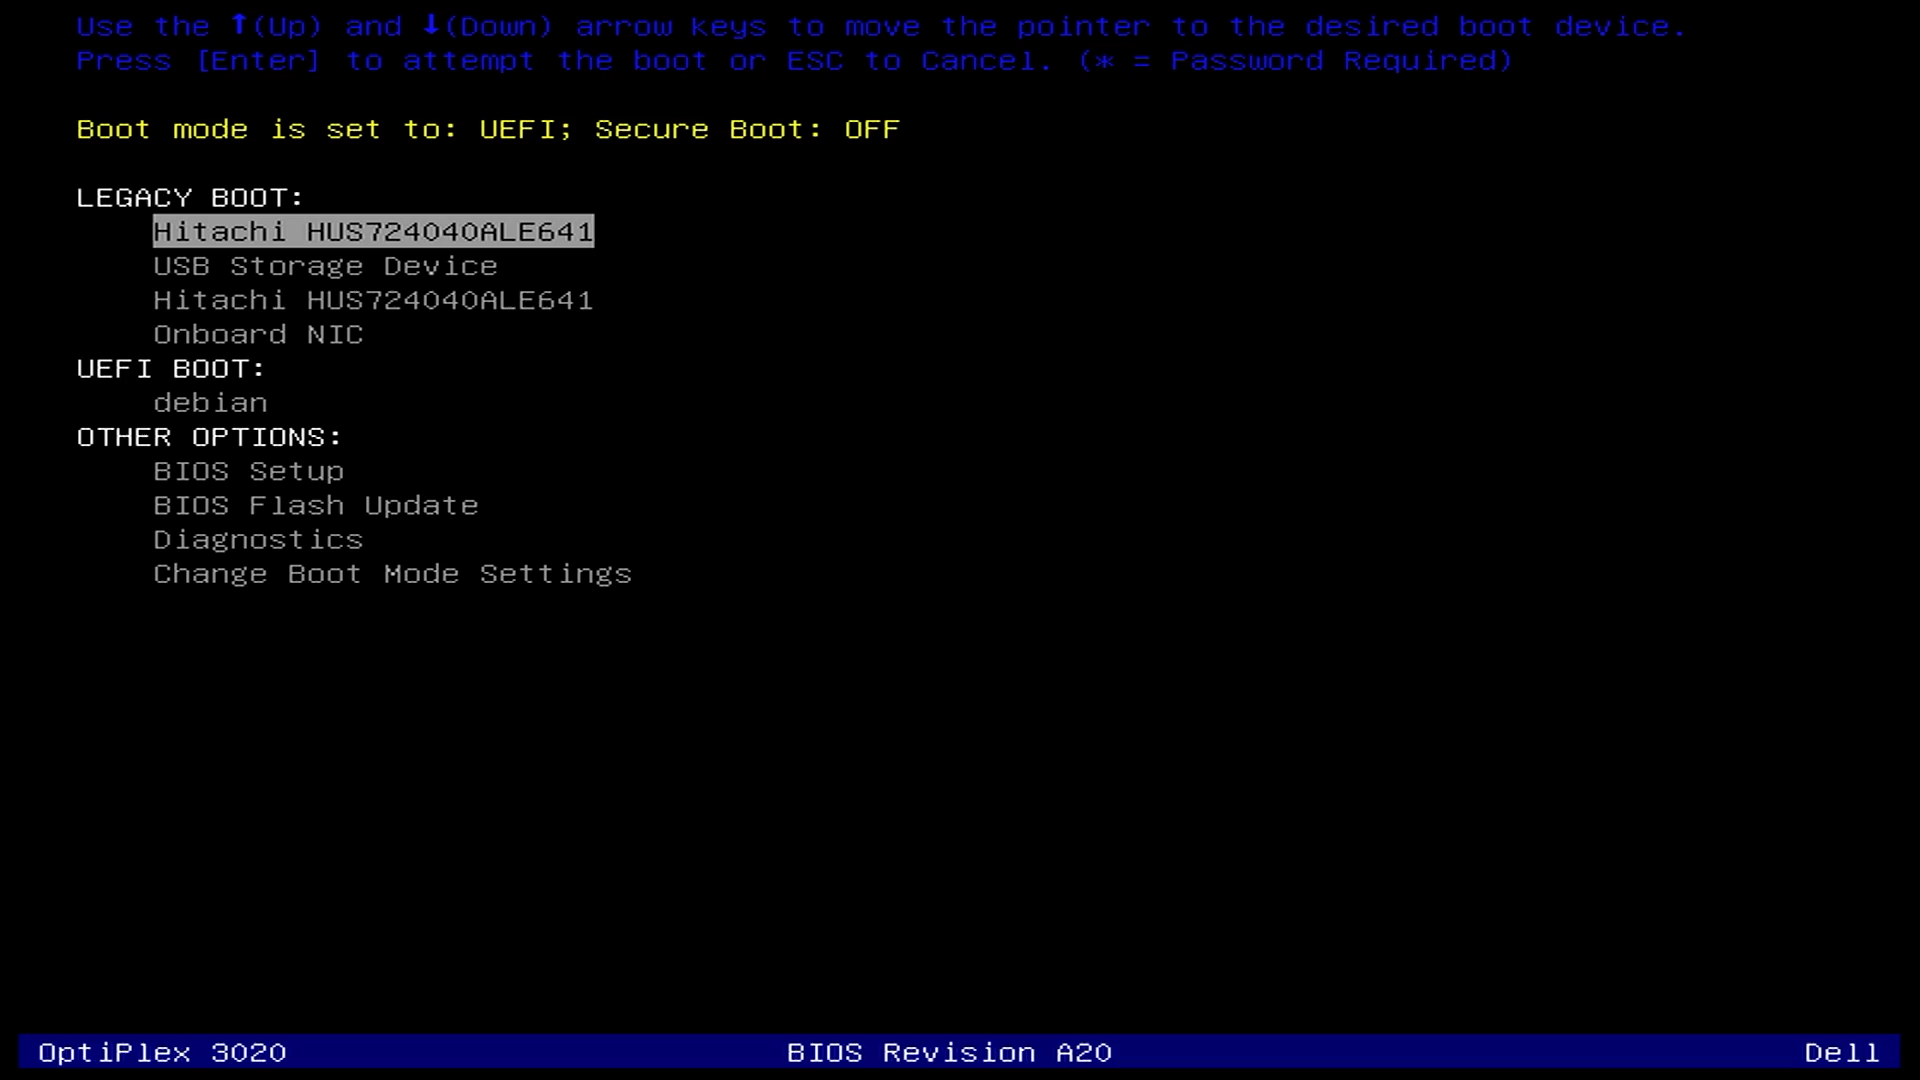 Use the ↑(Up) and ↓(Down) arrow keys to move the pointer to the desired boot device.
Press [Enter] to attempt the boot or ESC to Cancel. (* = Password Required)
Boot mode is set to: UEFI; Secure Boot: OFF
LEGACY BOOT:
Hitachi HUS724040ALE641
USB Storage Device
Hitachi HUS724040ALE641
Onboard NIC
UEFI BOOT:
debian
OTHER OPTIONS:
BIOS Setup
BIOS Flash Update
Diagnostics
Change Boot Mode Settings
OptiPlex 3020 BIOS Revision A20 Dell